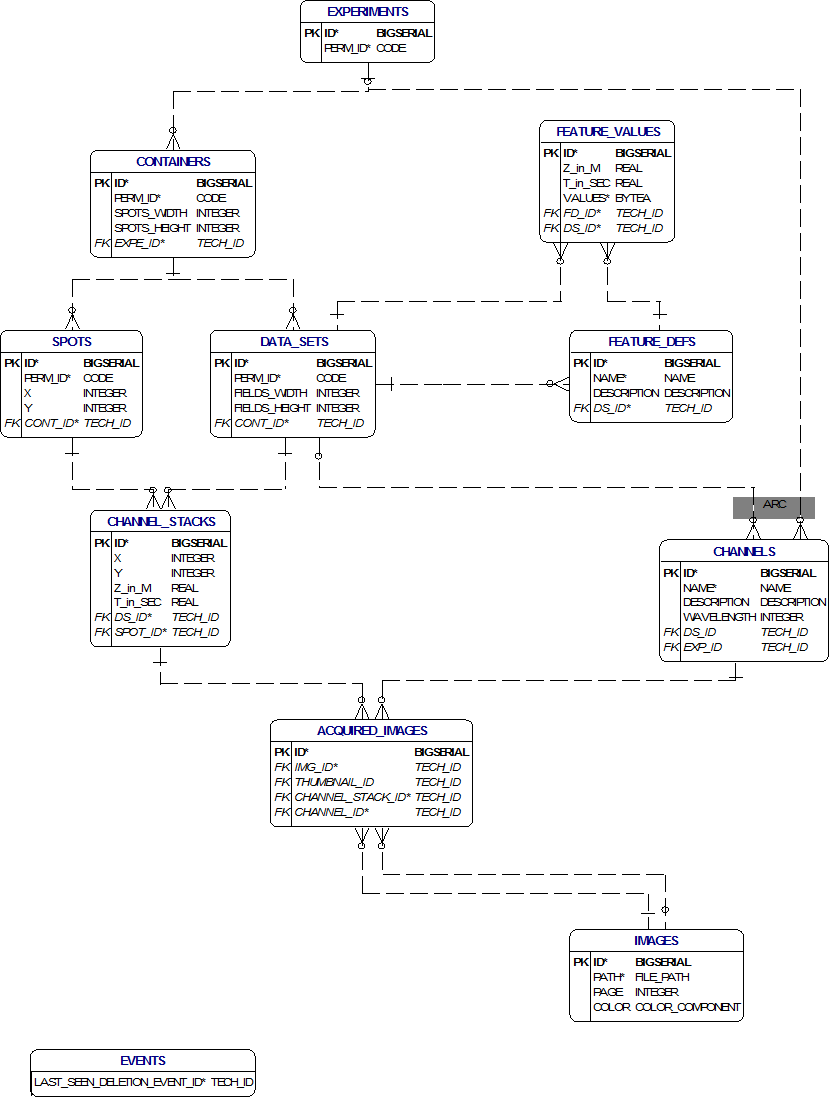 EXPERIMENTS
PK ID* BIGSERIAL
PERM_ID* CODE
CONTAINERS
PK ID* BIGSERIAL
PERM_ID* CODE
SPOTS_WIDTH INTEGER
SPOTS_HEIGHT INTEGER
FK EXPE_ID* TECH_ID
FEATURE_VALUES
PK ID* BIGSERIAL
Z_in_M REAL
T_in_SEC REAL
VALUES* BYTEA
FK FD_ID* TECH_ID
FK DS_ID* TECH_ID
SPOTS
PK ID* BIGSERIAL
PERM_ID* CODE
X INTEGER
Y INTEGER
FK CONT_ID* TECH_ID
DATA_SETS
PK ID* BIGSERIAL
PERM_ID* CODE
FIELDS_WIDTH INTEGER
FIELDS_HEIGHT INTEGER
FK CONT_ID* TECH_ID
FEATURE_DEFS
PK ID* BIGSERIAL
NAME* NAME
DESCRIPTION DESCRIPTION
FK DS_ID* TECH_ID
ARC
CHANNEL_STACKS
PK ID* BIGSERIAL
X INTEGER
Y INTEGER
Z_in_M REAL
T_in_SEC REAL
FK DS_ID* TECH_ID
FK SPOT_ID* TECH_ID
CHANNELS
PK ID* BIGSERIAL
NAME* NAME
DESCRIPTION DESCRIPTION
WAVELENGTH INTEGER
FK DS_ID TECH_ID
FK EXP_ID TECH_ID
ACQUIRED_IMAGES
PK ID* BIGSERIAL
FK IMG_ID* TECH_ID
FK THUMBNAIL_ID TECH_ID
FK CHANNEL_STACK_ID* TECH_ID
FK CHANNEL_ID* TECH_ID
IMAGES
PK ID* BIGSERIAL
PATH* FILE_PATH
PAGE INTEGER
COLOR COLOR_COMPONENT
EVENTS
LAST_SEEN_DELETION_EVENT_ID* TECH_ID